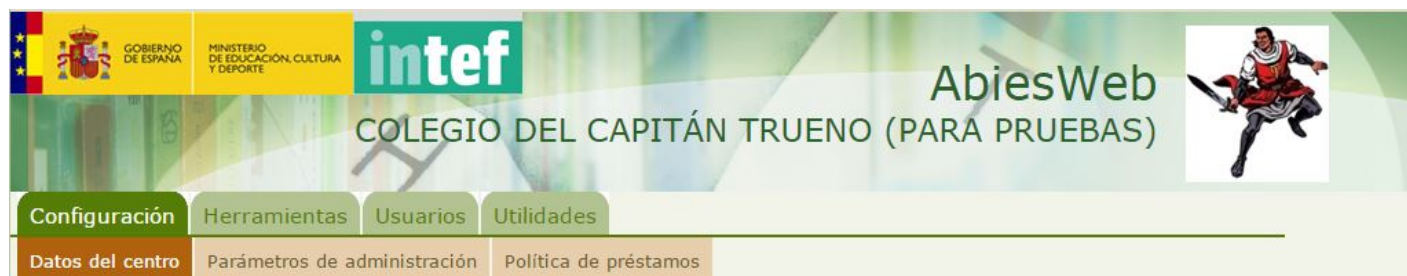 GOBIERNO
DE ESPAÑA
MINISTERIO
DE EDUCACIÓN, CULTURA
Y DEPORTE
intef
AbiesWeb
COLEGIO DEL CAPITÁN TRUENO (PARA PRUEBAS)
Configuración Herramientas Usuarios Utilidades
Datos del centro Parámetros de administración Política de préstamos